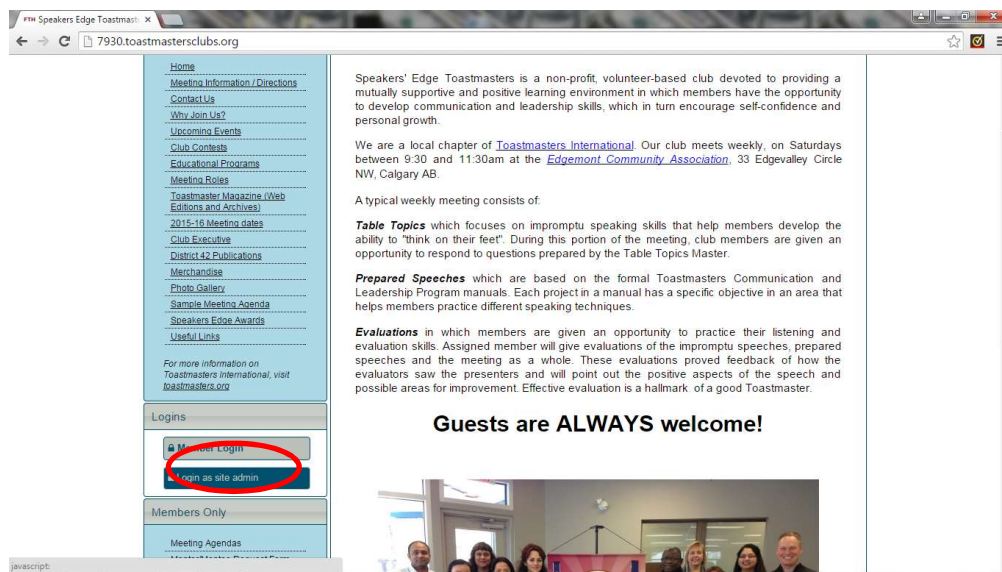 FTH Speakers Edge Toastmast
7930.toastmastersclubs.org
Home
Meeting Information / Directions
Contact Us
Why Join Us?
Upcoming Events
Club Contests
Educational Programs
Meeting Roles
Toastmaster Magazine (Web
Editions and Archives)
2015-16 Meeting dates
Club Executive
District 42 Publications
Merchandise
Photo Gallery
Sample Meeting Agenda
Speakers Edge Awards
Useful Links
For more information on
Toastmasters International, visit
toastmasters.org
Logins
Member Login
Login as site admin
Members Only
Meeting Agendas
javascript:
Speakers' Edge Toastmasters is a non-profit, volunteer-based club devoted to providing a
mutually supportive and positive learning environment in which members have the opportunity
to develop communication and leadership skills, which in turn encourage self-confidence and
personal growth.
We are a local chapter of Toastmasters International. Our club meets weekly, on Saturdays
between 9:30 and 11:30am at the Edgemont Community Association, 33 Edgevalley Circle
NW, Calgary AB.
A typical weekly meeting consists of:
Table Topics which focuses on impromptu speaking skills that help members develop the
ability to "think on their feet". During this portion of the meeting, club members are given an
opportunity to respond to questions prepared by the Table Topics Master.
Prepared Speeches which are based on the formal Toastmasters Communication and
Leadership Program manuals. Each project in a manual has a specific objective in an area that
helps members practice different speaking techniques.
Evaluations in which members are given an opportunity to practice their listening and
evaluation skills. Assigned member will give evaluations of the impromptu speeches, prepared
speeches and the meeting as a whole. These evaluations proved feedback of how the
evaluators saw the presenters and will point out the positive aspects of the speech and
possible areas for improvement. Effective evaluation is a hallmark of a good Toastmaster.
Guests are ALWAYS welcome!